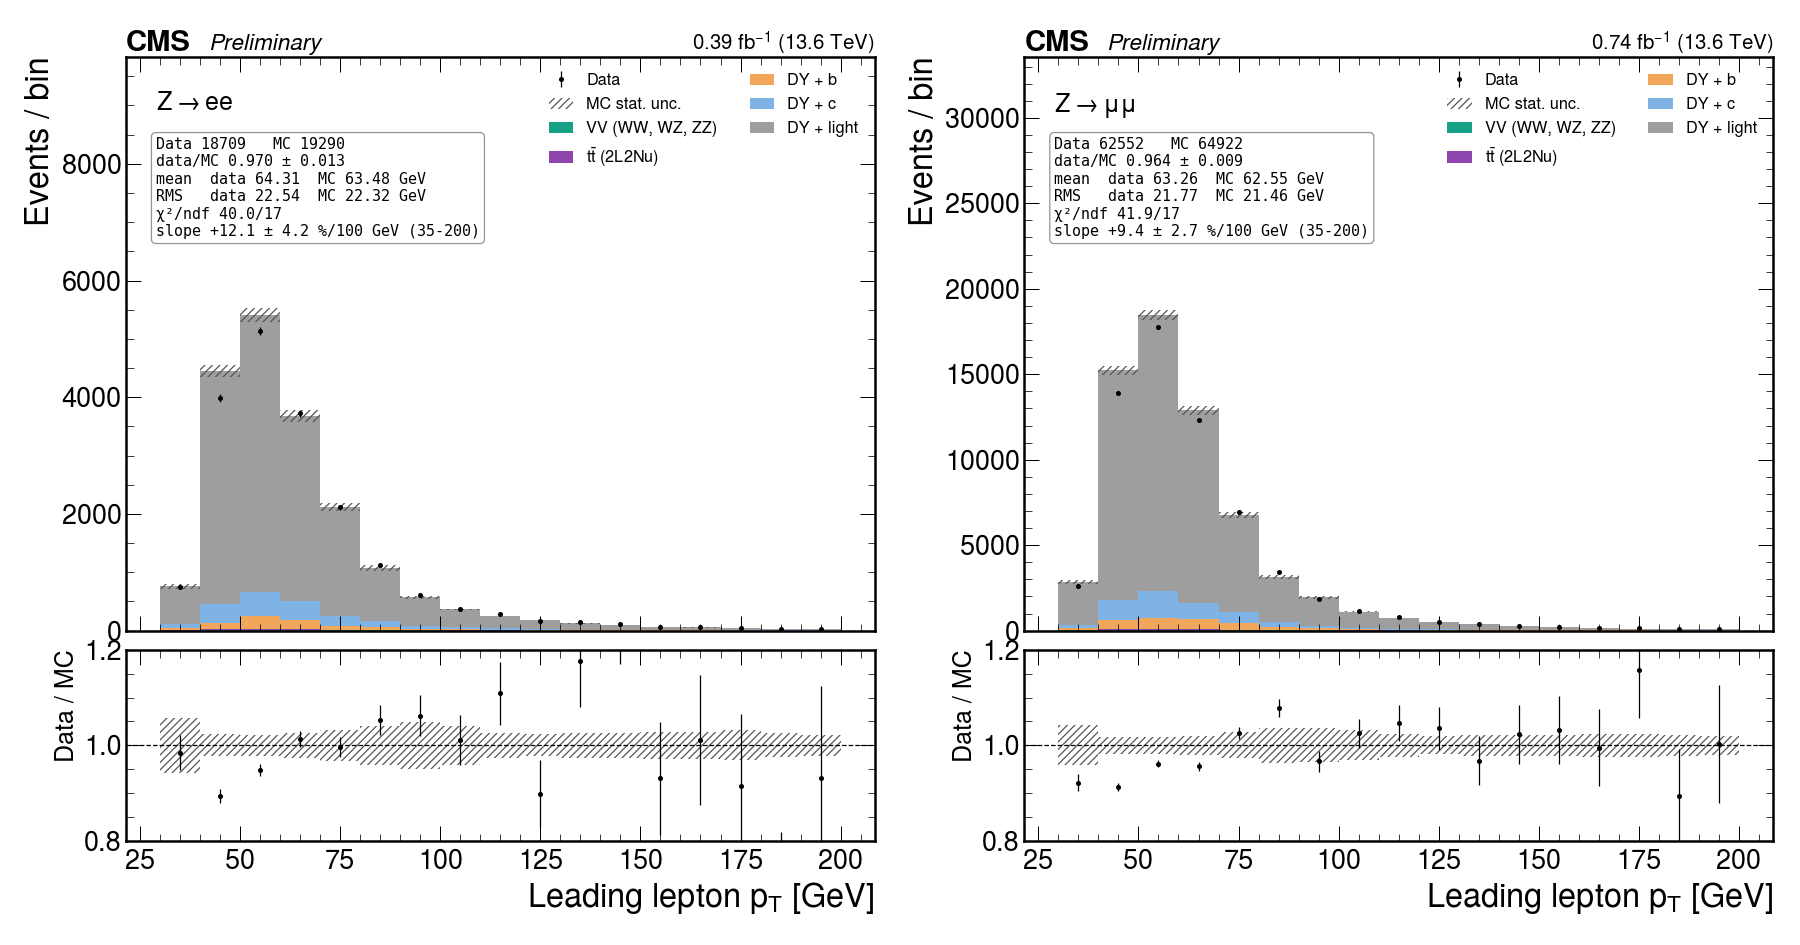 CMS Preliminary 0.39 fb⁻¹ (13.6 TeV)
Events / bin
Z → ee
Data
MC stat. unc.
VV (WW, WZ, ZZ)
tt̄ (2L2Nu)
DY + b
DY + c
DY + light
Data 18709 MC 19290
data/MC 0.970 ± 0.013
mean data 64.31 MC 63.48 GeV
RMS data 22.54 MC 22.32 GeV
χ²/ndf 40.0/17
slope +12.1 ± 4.2 %/100 GeV (35-200)
8000
6000
4000
2000
0
Data / MC
1.2
1.0
0.8
25 50 75 100 125 150 175 200
Leading lepton pT [GeV]
CMS Preliminary 0.74 fb⁻¹ (13.6 TeV)
Events / bin
Z → μμ
Data
MC stat. unc.
VV (WW, WZ, ZZ)
tt̄ (2L2Nu)
DY + b
DY + c
DY + light
Data 62552 MC 64922
data/MC 0.964 ± 0.009
mean data 63.26 MC 62.55 GeV
RMS data 21.77 MC 21.46 GeV
χ²/ndf 41.9/17
slope +9.4 ± 2.7 %/100 GeV (35-200)
30000
25000
20000
15000
10000
5000
0
Data / MC
1.2
1.0
0.8
25 50 75 100 125 150 175 200
Leading lepton pT [GeV]